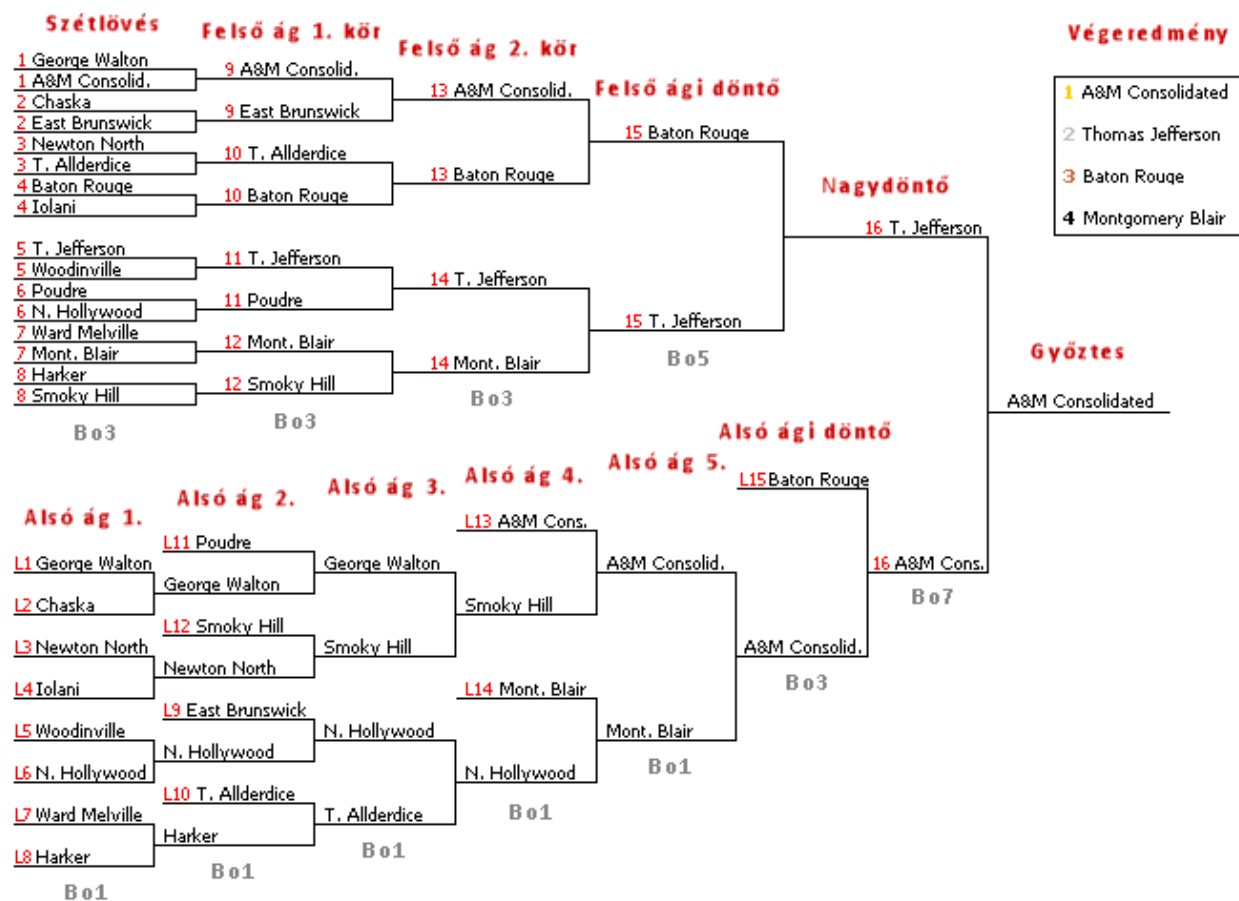 Szétlövés
1 George Walton
1 A&M Consolid.
2 Chaska
2 East Brunswick
3 Newton North
3 T. Allderdice
4 Baton Rouge
4 Iolani
5 T. Jefferson
5 Woodinville
6 Poudre
6 N. Hollywood
7 Ward Melville
7 Mont. Blair
8 Harker
8 Smoky Hill
Bo3
Felső ág 1. kör
9 A&M Consolid.
9 East Brunswick
10 T. Allderdice
10 Baton Rouge
11 T. Jefferson
11 Poudre
12 Mont. Blair
12 Smoky Hill
Bo3
Felső ág 2. kör
13 A&M Consolid.
13 Baton Rouge
14 T. Jefferson
14 Mont. Blair
Bo3
Felső ági döntő
15 Baton Rouge
15 T. Jefferson
Bo5
Nagydöntő
16 T. Jefferson
16 A&M Cons.
Bo7
Győztes
A&M Consolidated
Végeredmény
1 A&M Consolidated
2 Thomas Jefferson
3 Baton Rouge
4 Montgomery Blair
Alsó ág 1.
L1 George Walton
L2 Chaska
L3 Newton North
L4 Iolani
L5 Woodinville
L6 N. Hollywood
L7 Ward Melville
L8 Harker
Bo1
Alsó ág 2.
L11 Poudre
George Walton
L12 Smoky Hill
Newton North
L9 East Brunswick
N. Hollywood
L10 T. Allderdice
Harker
Bo1
Alsó ág 3.
George Walton
Smoky Hill
N. Hollywood
T. Allderdice
Bo1
Alsó ág 4.
L13 A&M Cons.
Smoky Hill
L14 Mont. Blair
N. Hollywood
Bo1
Alsó ág 5.
A&M Consolid.
Mont. Blair
Bo1
Alsó ági döntő
L15 Baton Rouge
A&M Consolid.
Bo3